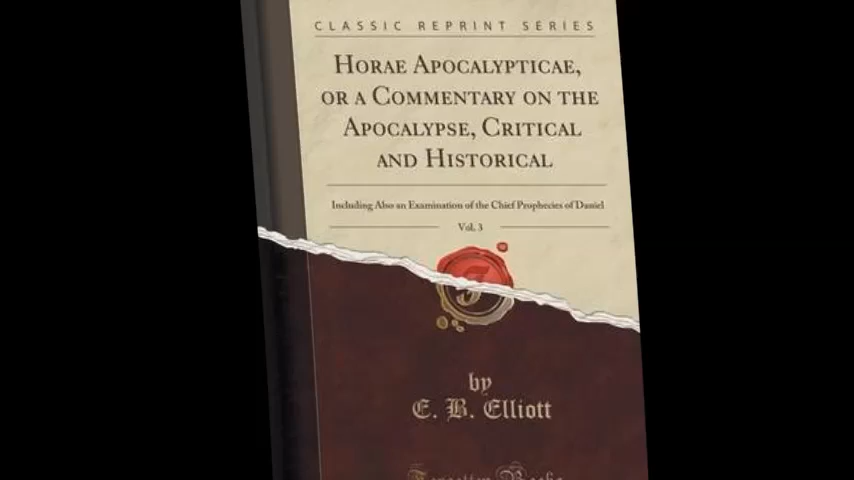 CLASSIC REPRINT SERIES
HORAE APOCALYPTICAE,
OR A COMMENTARY ON THE
APOCALYPSE, CRITICAL
AND HISTORICAL
Including Also an Examination of the Chief Prophecies of Daniel
Vol. 3
by
E. B. Elliott